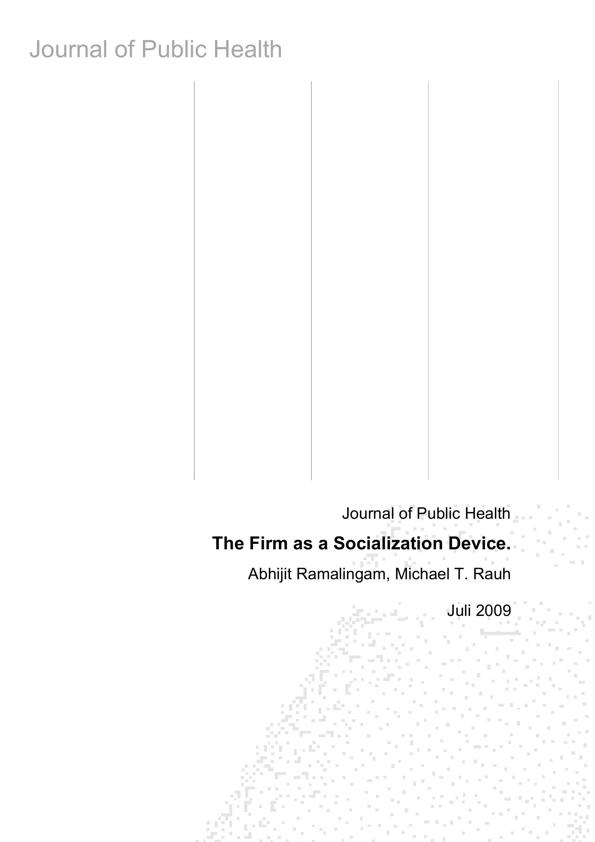 Journal of Public Health
Journal of Public Health
The Firm as a Socialization Device.
Abhijit Ramalingam, Michael T. Rauh
Juli 2009